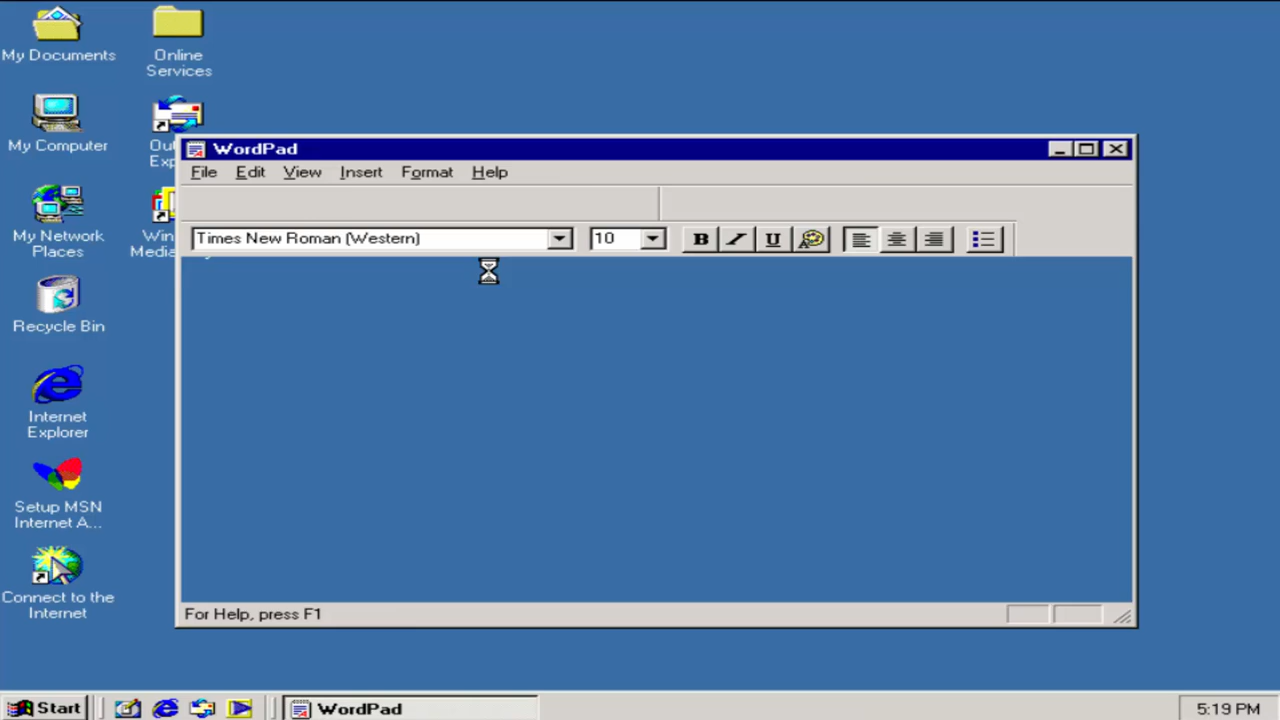 My Documents
Online
Services
My Computer
My Network
Places
Recycle Bin
Internet
Explorer
Setup MSN
Internet A...
Connect to the
Internet
WordPad
File Edit View Insert Format Help
Times New Roman (Western) 10 B I U
For Help, press F1
Start WordPad 5:19 PM